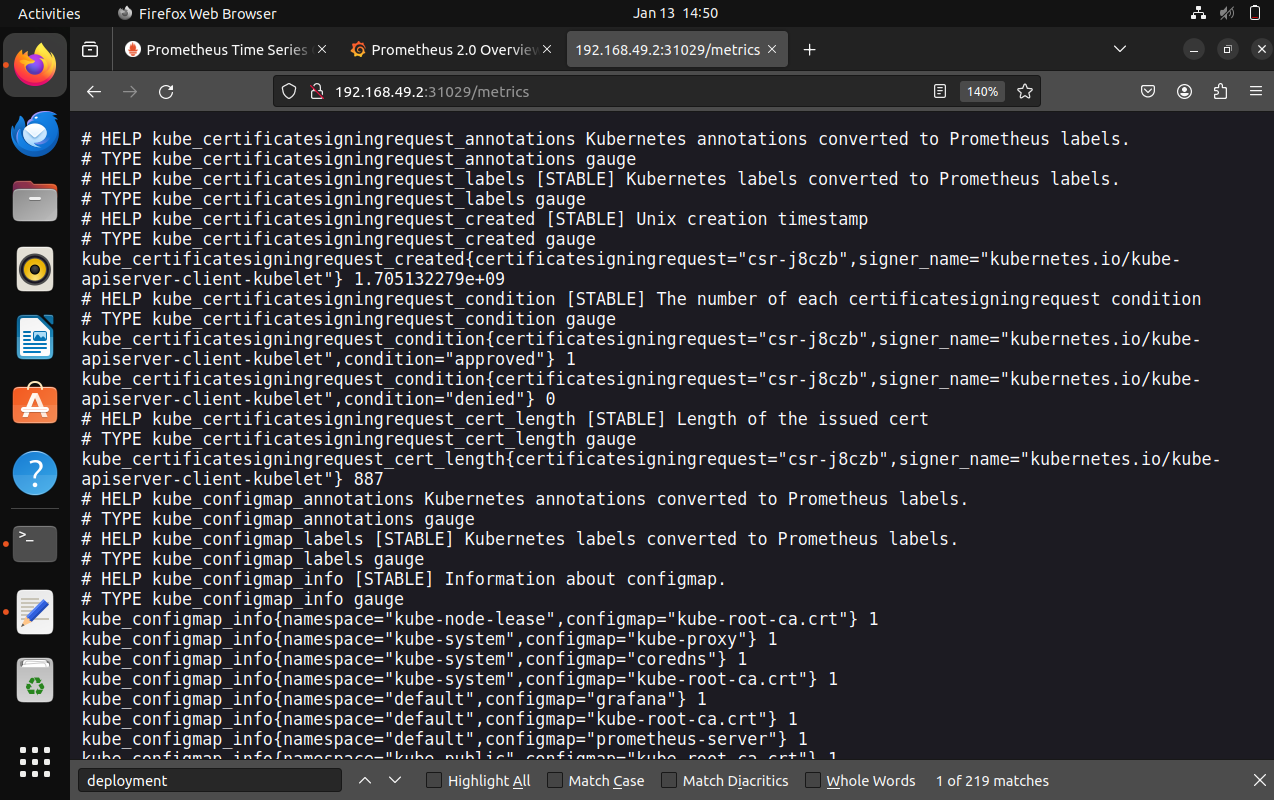 Activities
Firefox Web Browser
Jan 13 14:50
Prometheus Time Series
Prometheus 2.0 Overview
192.168.49.2:31029/metrics
192.168.49.2:31029/metrics
140%
# HELP kube_certificatesigningrequest_annotations Kubernetes annotations converted to Prometheus labels.
# TYPE kube_certificatesigningrequest_annotations gauge
# HELP kube_certificatesigningrequest_labels [STABLE] Kubernetes labels converted to Prometheus labels.
# TYPE kube_certificatesigningrequest_labels gauge
# HELP kube_certificatesigningrequest_created [STABLE] Unix creation timestamp
# TYPE kube_certificatesigningrequest_created gauge
kube_certificatesigningrequest_created{certificatesigningrequest="csr-j8czb",signer_name="kubernetes.io/kube-
apiserver-client-kubelet"} 1.705132279e+09
# HELP kube_certificatesigningrequest_condition [STABLE] The number of each certificatesigningrequest condition
# TYPE kube_certificatesigningrequest_condition gauge
kube_certificatesigningrequest_condition{certificatesigningrequest="csr-j8czb",signer_name="kubernetes.io/kube-
apiserver-client-kubelet",condition="approved"} 1
kube_certificatesigningrequest_condition{certificatesigningrequest="csr-j8czb",signer_name="kubernetes.io/kube-
apiserver-client-kubelet",condition="denied"} 0
# HELP kube_certificatesigningrequest_cert_length [STABLE] Length of the issued cert
# TYPE kube_certificatesigningrequest_cert_length gauge
kube_certificatesigningrequest_cert_length{certificatesigningrequest="csr-j8czb",signer_name="kubernetes.io/kube-
apiserver-client-kubelet"} 887
# HELP kube_configmap_annotations Kubernetes annotations converted to Prometheus labels.
# TYPE kube_configmap_annotations gauge
# HELP kube_configmap_labels [STABLE] Kubernetes labels converted to Prometheus labels.
# TYPE kube_configmap_labels gauge
# HELP kube_configmap_info [STABLE] Information about configmap.
# TYPE kube_configmap_info gauge
kube_configmap_info{namespace="kube-node-lease",configmap="kube-root-ca.crt"} 1
kube_configmap_info{namespace="kube-system",configmap="kube-proxy"} 1
kube_configmap_info{namespace="kube-system",configmap="coredns"} 1
kube_configmap_info{namespace="kube-system",configmap="kube-root-ca.crt"} 1
kube_configmap_info{namespace="default",configmap="grafana"} 1
kube_configmap_info{namespace="default",configmap="kube-root-ca.crt"} 1
kube_configmap_info{namespace="default",configmap="prometheus-server"} 1
kube_configmap_info{namespace="kube-public",configmap="kube-root-ca.crt"} 1
deployment
Highlight All
Match Case
Match Diacritics
Whole Words
1 of 219 matches